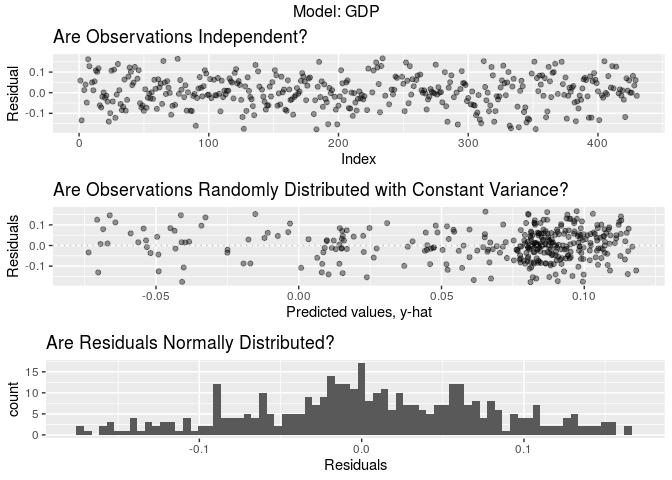 Model: GDP
Are Observations Independent?
Residual
0.1
0.0
-0.1
0 100 200 300 400
Index
Are Observations Randomly Distributed with Constant Variance?
Residuals
0.1
0.0
-0.1
-0.05 0.00 0.05 0.10
Predicted values, y-hat
Are Residuals Normally Distributed?
count
15
10
5
0
-0.1 0.0 0.1
Residuals